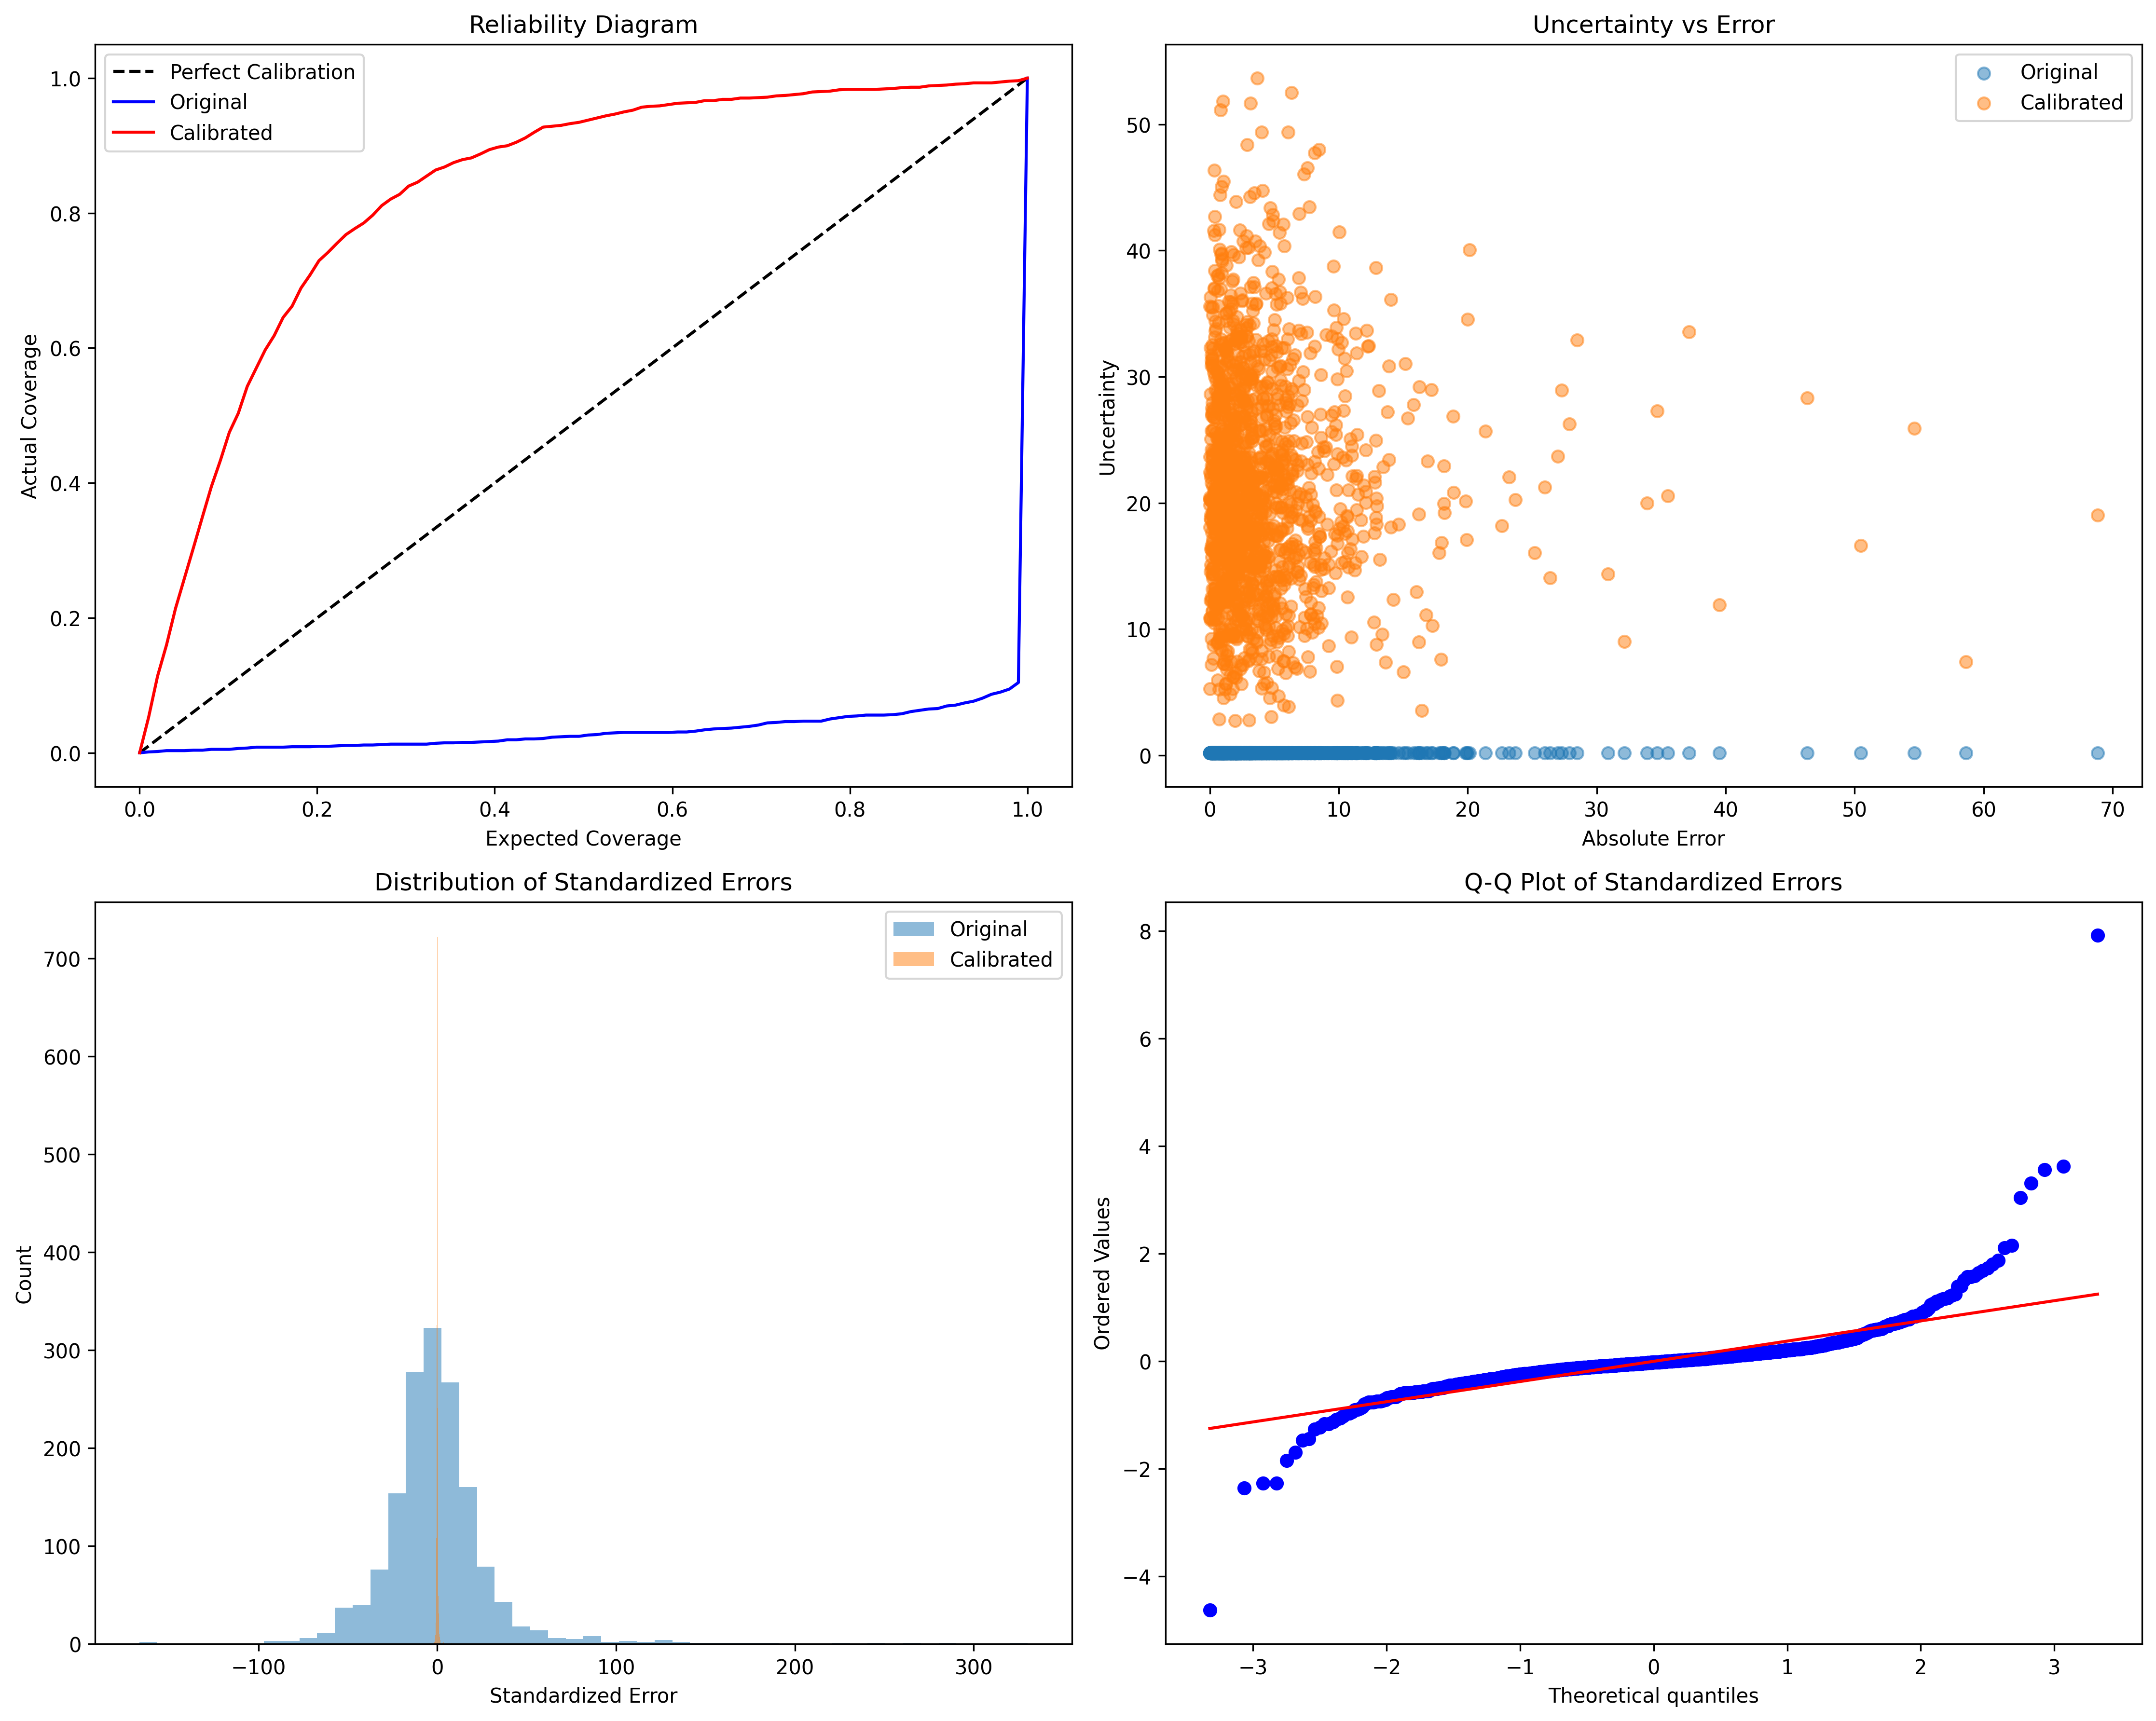 Reliability Diagram
Perfect Calibration
Original
Calibrated
1.0
0.8
0.6
0.4
0.2
0.0
Actual Coverage
0.0 0.2 0.4 0.6 0.8 1.0
Expected Coverage
Uncertainty vs Error
Original
Calibrated
50
40
30
20
10
0
Uncertainty
0 10 20 30 40 50 60 70
Absolute Error
Distribution of Standardized Errors
Original
Calibrated
700
600
500
400
300
200
100
0
Count
−100 0 100 200 300
Standardized Error
Q-Q Plot of Standardized Errors
8
6
4
2
0
−2
−4
Ordered Values
−3 −2 −1 0 1 2 3
Theoretical quantiles